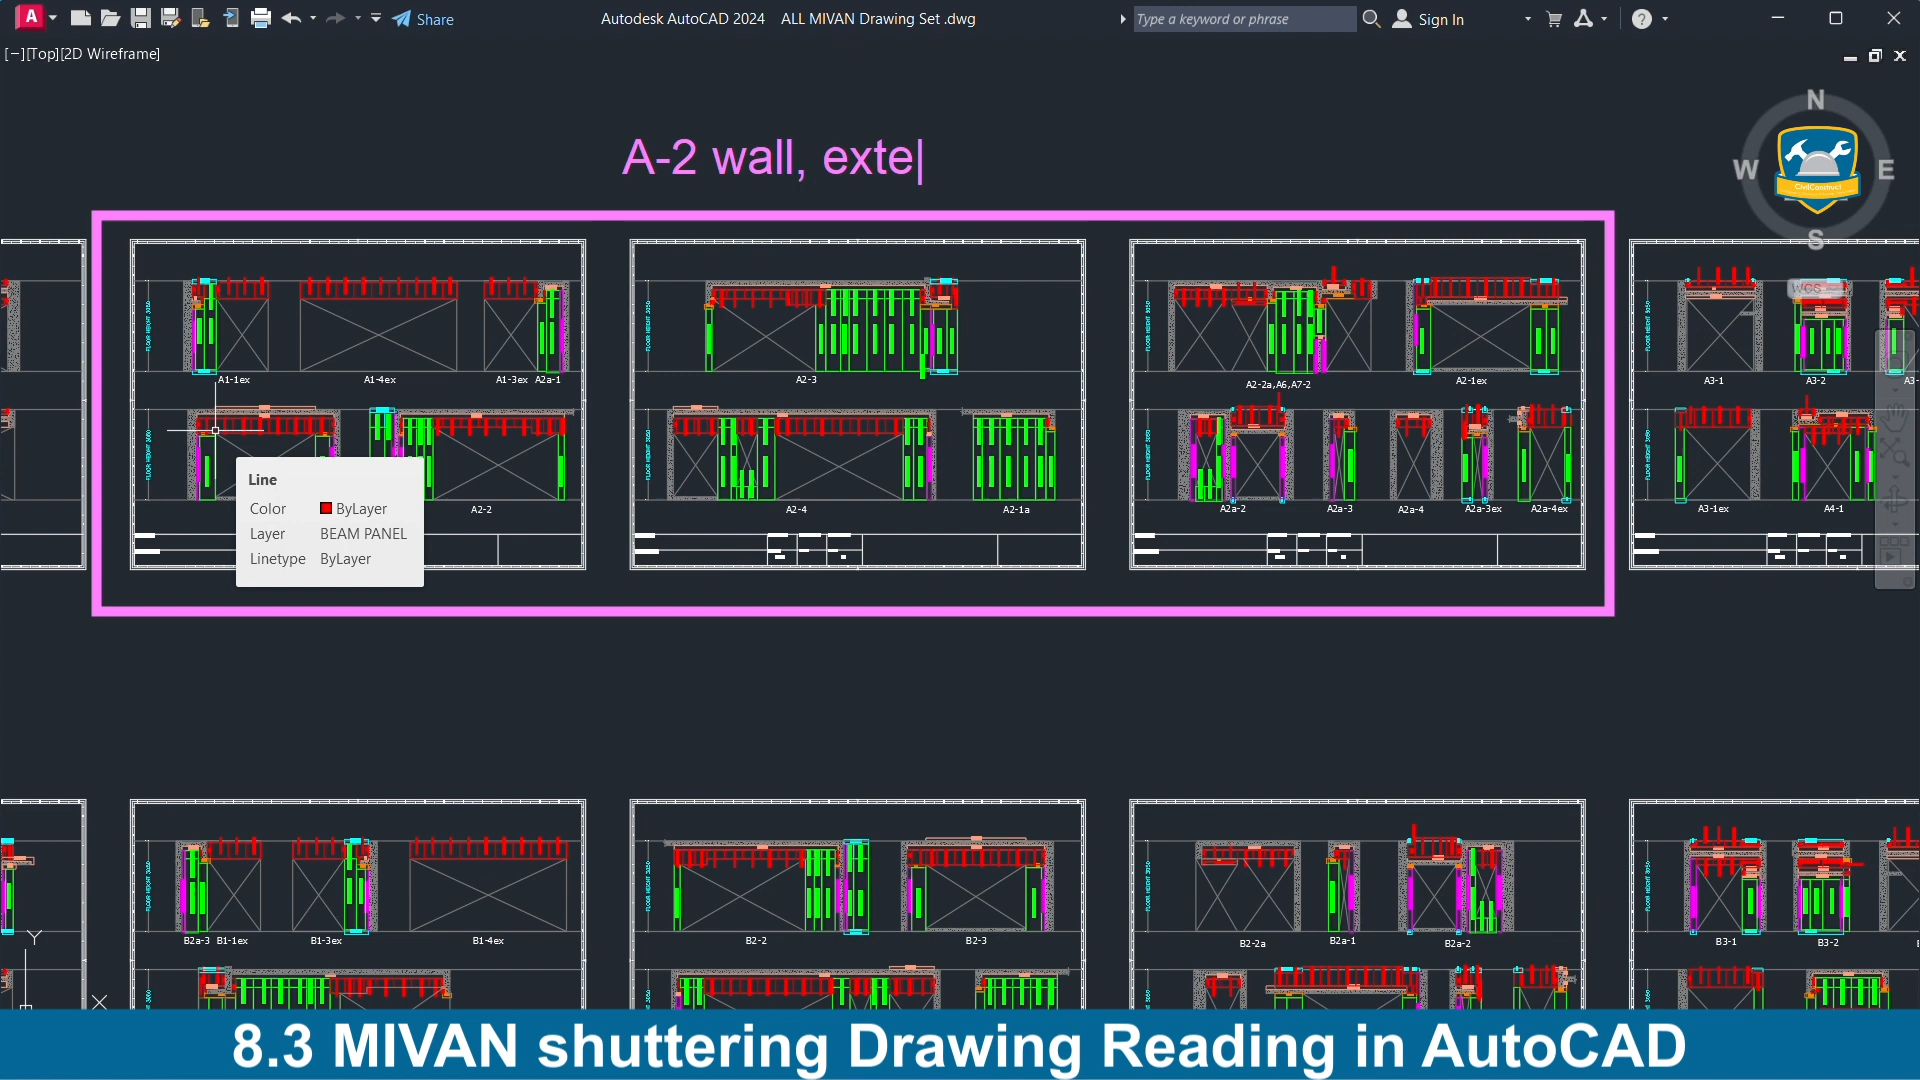 Share
Autodesk AutoCAD 2024 ALL MIVAN Drawing Set .dwg
Type a keyword or phrase
Sign In
[−][Top][2D Wireframe]
N
W
E
S
CivilConstruct
WCS
A-2 wall, exte
A1-1ex
A1-4ex
A1-3ex
A2a-1
A2-3
A2-2a,A6,A7-2
A2-1ex
A3-1
A3-2
A3-
A2-2
A2-4
A2-1a
A2a-2
A2a-3
A2a-4
A2a-3ex
A2a-4ex
A3-1ex
A4-1
Line
Color ByLayer
Layer BEAM PANEL
Linetype ByLayer
B2a-3
B1-1ex
B1-3ex
B1-4ex
B2-2
B2-3
B2-2a
B2a-1
B2a-2
B3-1
B3-2
Y
8.3 MIVAN shuttering Drawing Reading in AutoCAD